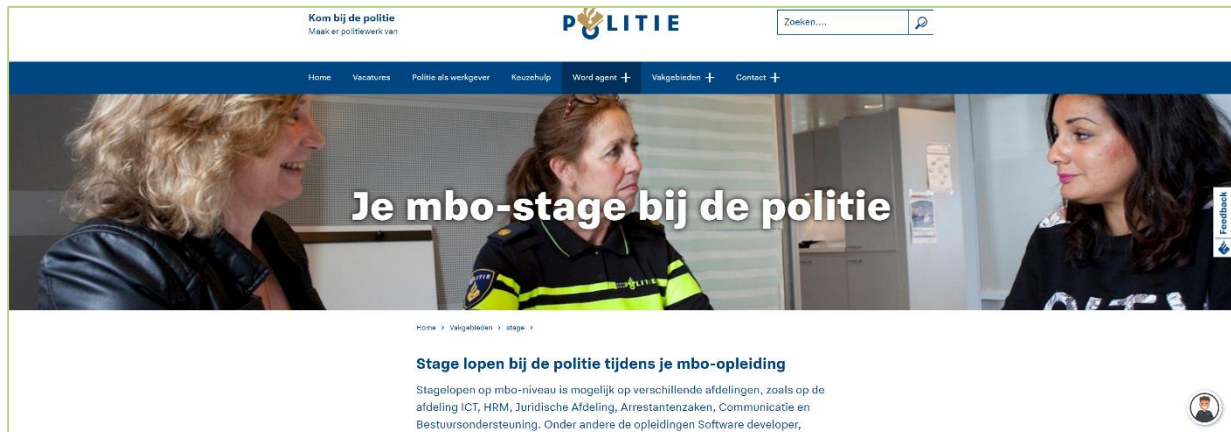 Kom bij de politie
Maak er politiewerk van
POLITIE
Zoeken....
Home Vacatures Politie als werkgever Keuzehulp Word agent + Vakgebieden + Contact +
Je mbo-stage bij de politie
Feedback
Home > Vakgebieden > stage >
Stage lopen bij de politie tijdens je mbo-opleiding
Stagelopen op mbo-niveau is mogelijk op verschillende afdelingen, zoals op de
afdeling ICT, HRM, Juridische Afdeling, Arrestantenzaken, Communicatie en
Bestuursondersteuning. Onder andere de opleidingen Software developer,